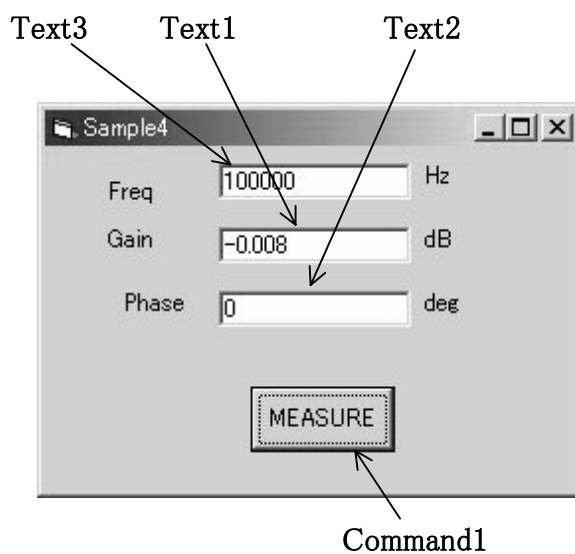 Text3 Text1 Text2
Sample4
Freq 100000 Hz
Gain -0.008 dB
Phase 0 deg
MEASURE
Command1